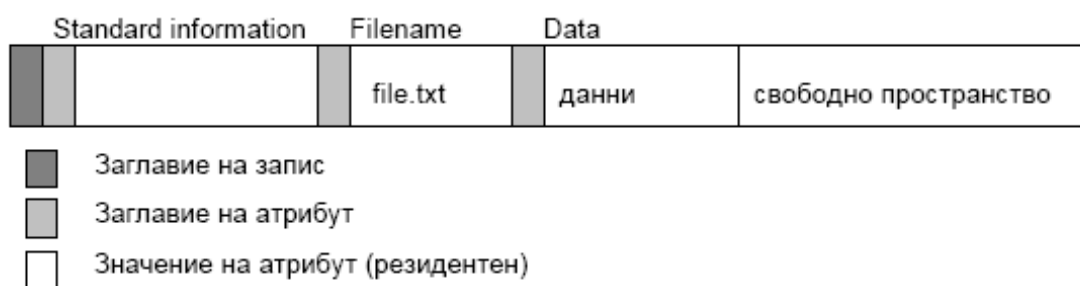 Standard information Filename Data
file.txt данни свободно пространство
Заглавие на запис
Заглавие на атрибут
Значение на атрибут (резидентен)